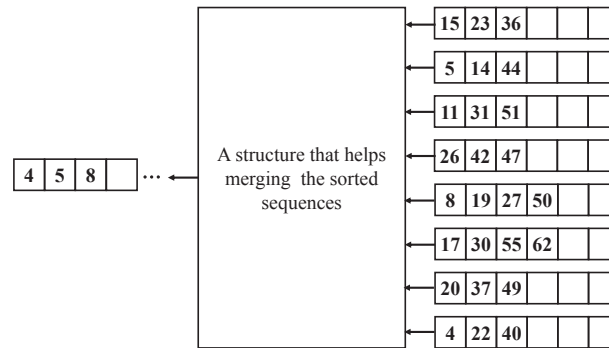 15 23 36
5 14 44
11 31 51
26 42 47
4 5 8 ...
A structure that helps
merging the sorted
sequences
8 19 27 50
17 30 55 62
20 37 49
4 22 40